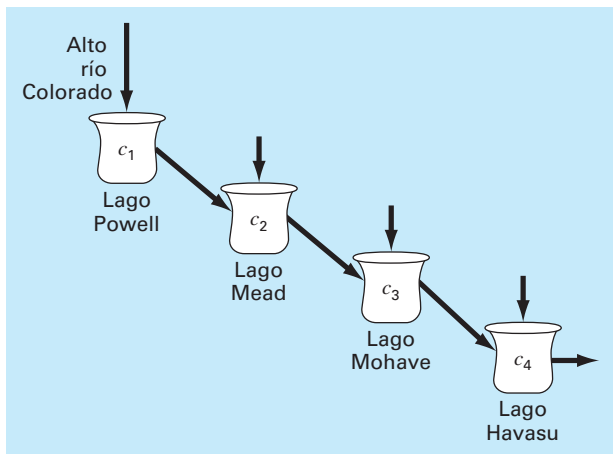 Alto
río
Colorado
c1
Lago
Powell
c2
Lago
Mead
c3
Lago
Mohave
c4
Lago
Havasu